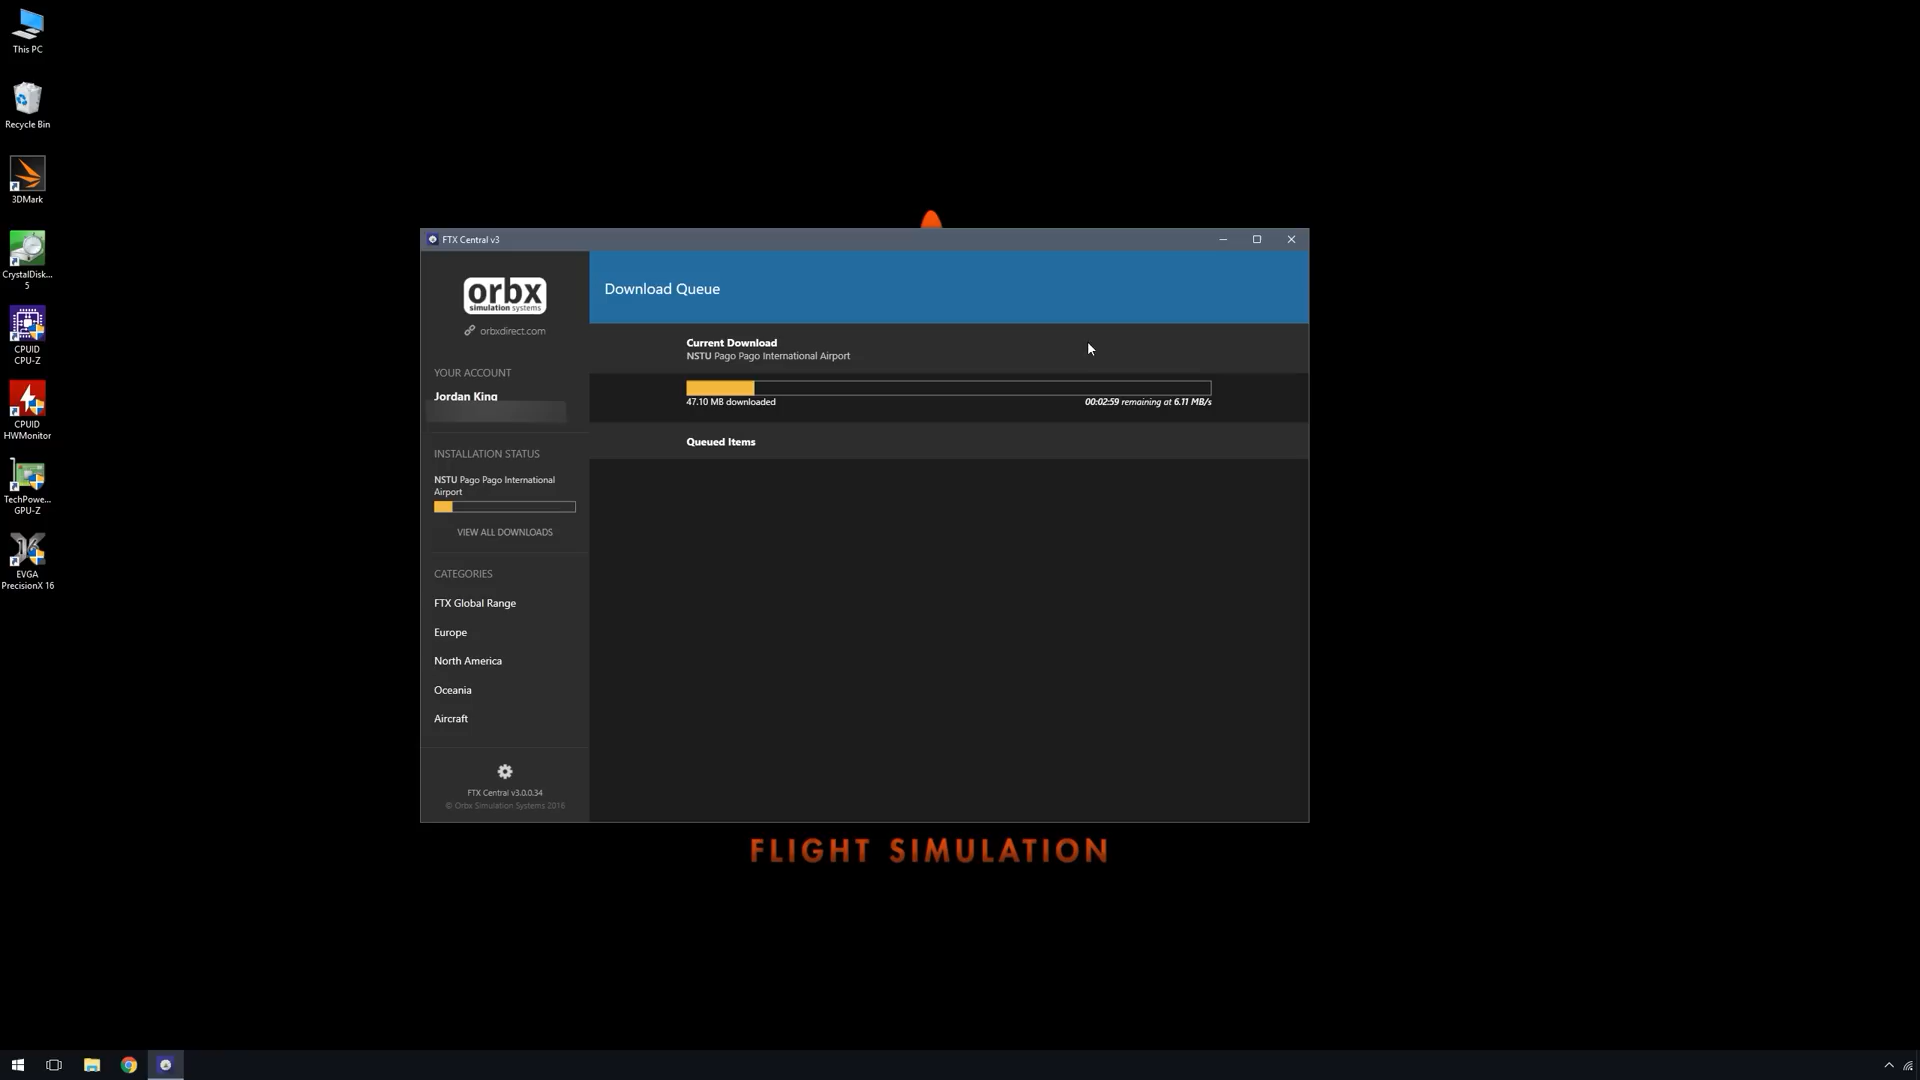 This PC
Recycle Bin
3DMark
CrystalDisk...
5
CPUID
CPU-Z
CPUID
HWMonitor
TechPowe...
GPU-Z
EVGA
PrecisionX 16
FTX Central v3
orbx
simulation systems
orbxdirect.com
YOUR ACCOUNT
Jordan King
INSTALLATION STATUS
NSTU Pago Pago International
Airport
VIEW ALL DOWNLOADS
CATEGORIES
FTX Global Range
Europe
North America
Oceania
Aircraft
FTX Central v3.0.0.34
© Orbx Simulation Systems 2016
Download Queue
Current Download
NSTU Pago Pago International Airport
47.10 MB downloaded
00:02:59 remaining at 6.11 MB/s
Queued Items
FLIGHT SIMULATION